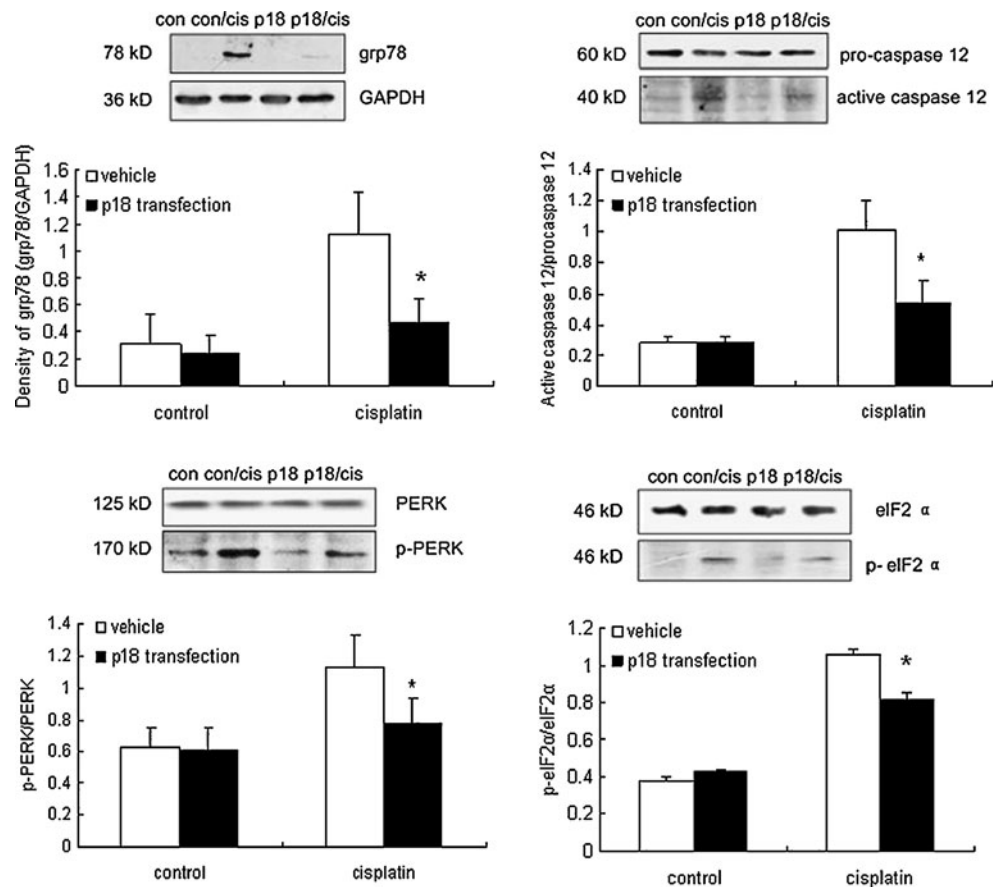 con con/cis p18 p18/cis
78 kD
grp78
36 kD
GAPDH
Density of grp78 (grp78/GAPDH)
1.6
1.4
1.2
1
0.8
0.6
0.4
0.2
0
vehicle
p18 transfection
*
control
cisplatin
con con/cis p18 p18/cis
60 kD
pro-caspase 12
40 kD
active caspase 12
Active caspase 12/procaspase 12
1.4
1.2
1
0.8
0.6
0.4
0.2
0
vehicle
p18 transfection
*
control
cisplatin
con con/cis p18 p18/cis
125 kD
PERK
170 kD
p-PERK
p-PERK/PERK
1.4
1.2
1
0.8
0.6
0.4
0.2
0
vehicle
p18 transfection
*
control
cisplatin
con con/cis p18 p18/cis
46 kD
eIF2 α
46 kD
p- eIF2 α
p-eIF2α/eIF2α
1.2
1
0.8
0.6
0.4
0.2
0
vehicle
p18 transfection
*
control
cisplatin